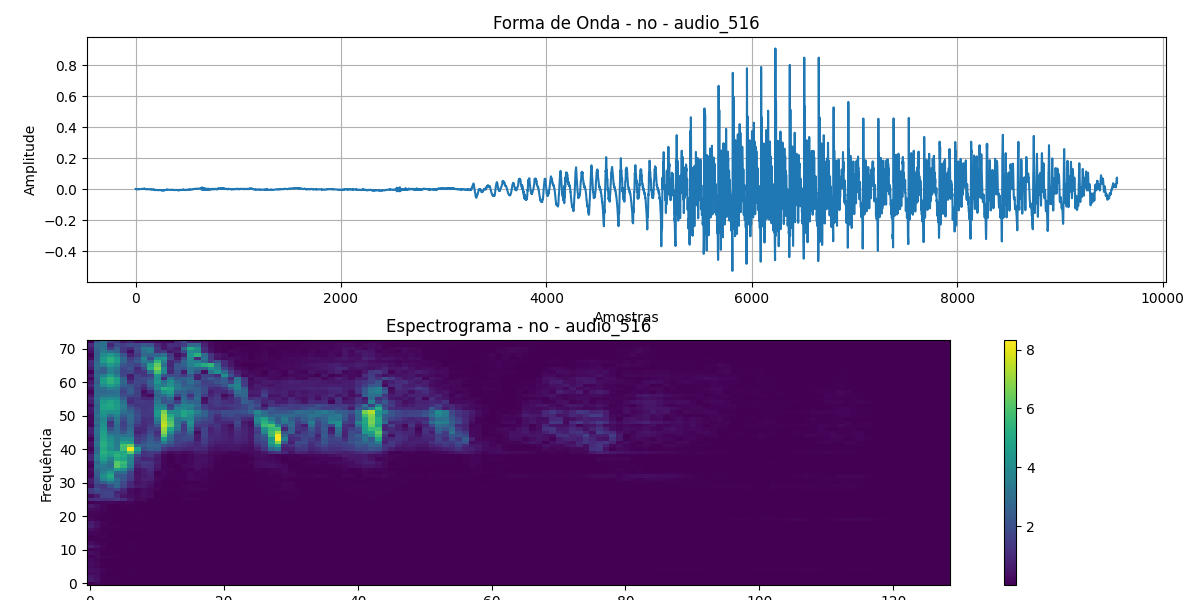 Forma de Onda - no - audio_516
Amplitude
0.8
0.6
0.4
0.2
0.0
−0.2
−0.4
0 2000 4000 6000 8000 10000
Amostras
Espectrograma - no - audio_516
Frequência
70
60
50
40
30
20
10
0
0 20 40 60 80 100 120
8
6
4
2